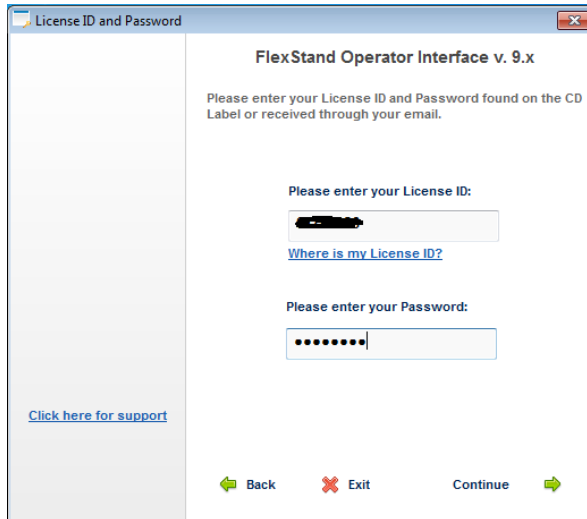 License ID and Password
FlexStand Operator Interface v. 9.x
Please enter your License ID and Password found on the CD
Label or received through your email.
Please enter your License ID:
Where is my License ID?
Please enter your Password:
●●●●●●●●
Click here for support
Back
Exit
Continue